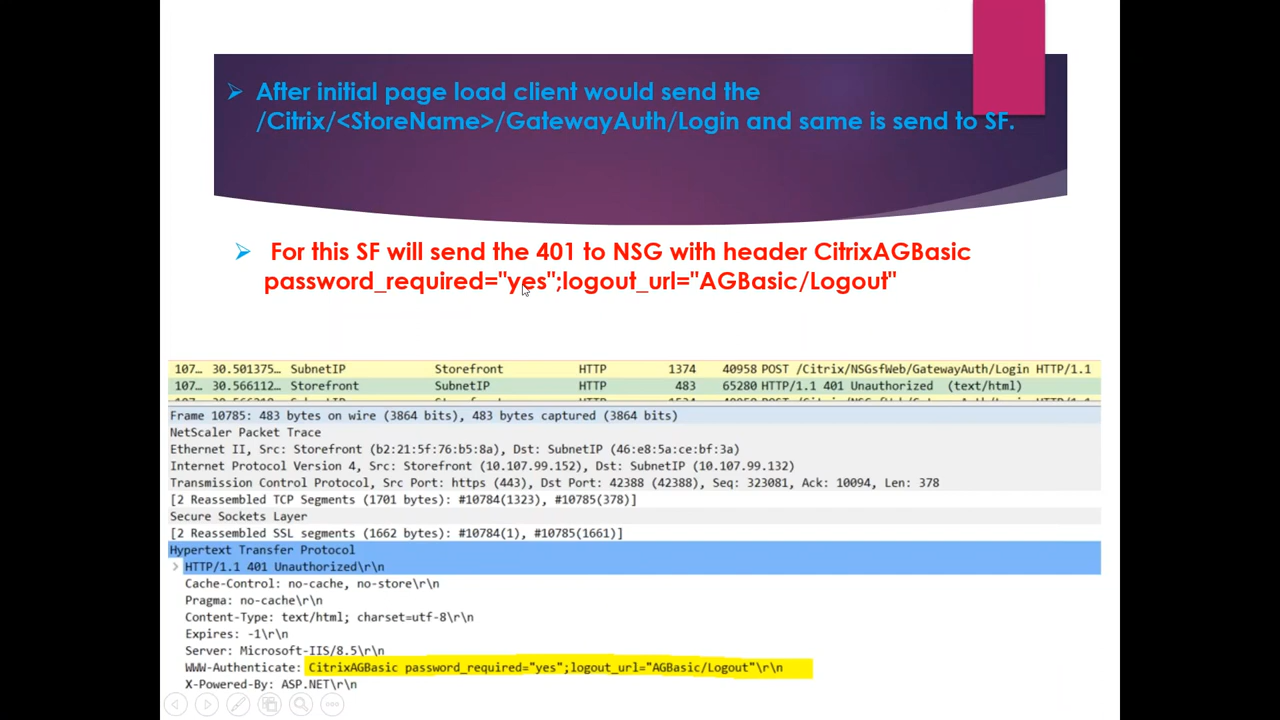 After initial page load client would send the
/Citrix/<StoreName>/GatewayAuth/Login and same is send to SF.
For this SF will send the 401 to NSG with header CitrixAGBasic
password_required="yes";logout_url="AGBasic/Logout"
107… 30.501375… SubnetIP Storefront HTTP 1374 40958 POST /Citrix/NSGsfWeb/GatewayAuth/Login HTTP/1.1
107… 30.566112… Storefront SubnetIP HTTP 483 65280 HTTP/1.1 401 Unauthorized (text/html)
Frame 10785: 483 bytes on wire (3864 bits), 483 bytes captured (3864 bits)
NetScaler Packet Trace
Ethernet II, Src: Storefront (b2:21:5f:76:b5:8a), Dst: SubnetIP (46:e8:5a:ce:bf:3a)
Internet Protocol Version 4, Src: Storefront (10.107.99.152), Dst: SubnetIP (10.107.99.132)
Transmission Control Protocol, Src Port: https (443), Dst Port: 42388 (42388), Seq: 323081, Ack: 10094, Len: 378
[2 Reassembled TCP Segments (1701 bytes): #10784(1323), #10785(378)]
Secure Sockets Layer
[2 Reassembled SSL segments (1662 bytes): #10784(1), #10785(1661)]
Hypertext Transfer Protocol
HTTP/1.1 401 Unauthorized\r\n
Cache-Control: no-cache, no-store\r\n
Pragma: no-cache\r\n
Content-Type: text/html; charset=utf-8\r\n
Expires: -1\r\n
Server: Microsoft-IIS/8.5\r\n
WWW-Authenticate: CitrixAGBasic password_required="yes";logout_url="AGBasic/Logout"\r\n
X-Powered-By: ASP.NET\r\n